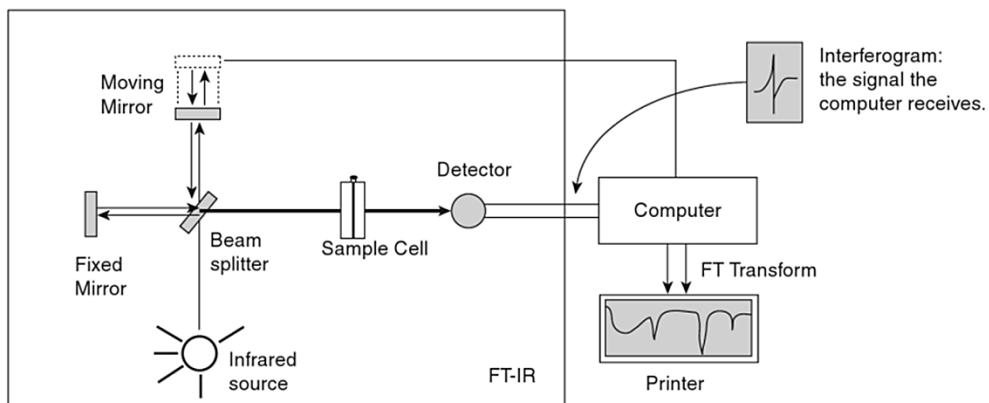 Moving
Mirror
Interferogram:
the signal the
computer receives.
Detector
Computer
Beam
splitter
Sample Cell
Fixed
Mirror
FT Transform
Infrared
source
FT-IR
Printer